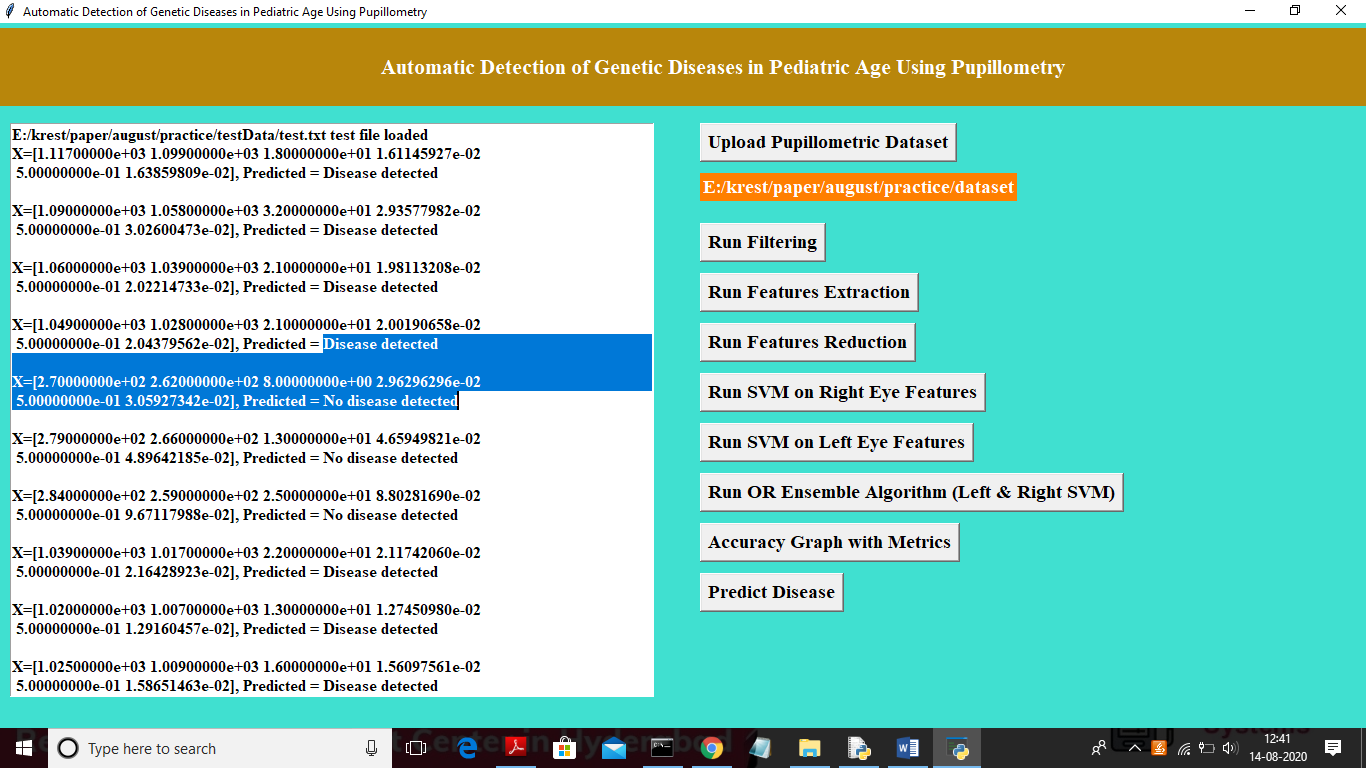 Automatic Detection of Genetic Diseases in Pediatric Age Using Pupillometry
Automatic Detection of Genetic Diseases in Pediatric Age Using Pupillometry
E:/krest/paper/august/practice/testData/test.txt test file loaded
X=[1.11700000e+03 1.09900000e+03 1.80000000e+01 1.61145927e-02
5.00000000e-01 1.63859809e-02], Predicted = Disease detected
X=[1.09000000e+03 1.05800000e+03 3.20000000e+01 2.93577982e-02
5.00000000e-01 3.02600473e-02], Predicted = Disease detected
X=[1.06000000e+03 1.03900000e+03 2.10000000e+01 1.98113208e-02
5.00000000e-01 2.02214733e-02], Predicted = Disease detected
X=[1.04900000e+03 1.02800000e+03 2.10000000e+01 2.00190658e-02
5.00000000e-01 2.04379562e-02], Predicted = Disease detected
X=[2.70000000e+02 2.62000000e+02 8.00000000e+00 2.96296296e-02
5.00000000e-01 3.05927342e-02], Predicted = No disease detected
X=[2.79000000e+02 2.66000000e+02 1.30000000e+01 4.65949821e-02
5.00000000e-01 4.89642185e-02], Predicted = No disease detected
X=[2.84000000e+02 2.59000000e+02 2.50000000e+01 8.80281690e-02
5.00000000e-01 9.67117988e-02], Predicted = No disease detected
X=[1.03900000e+03 1.01700000e+03 2.20000000e+01 2.11742060e-02
5.00000000e-01 2.16428923e-02], Predicted = Disease detected
X=[1.02000000e+03 1.00700000e+03 1.30000000e+01 1.27450980e-02
5.00000000e-01 1.29160457e-02], Predicted = Disease detected
X=[1.02500000e+03 1.00900000e+03 1.60000000e+01 1.56097561e-02
5.00000000e-01 1.58651463e-02], Predicted = Disease detected
Upload Pupillometric Dataset
E:/krest/paper/august/practice/dataset
Run Filtering
Run Features Extraction
Run Features Reduction
Run SVM on Right Eye Features
Run SVM on Left Eye Features
Run OR Ensemble Algorithm (Left & Right SVM)
Accuracy Graph with Metrics
Predict Disease
Type here to search
12:41
14-08-2020